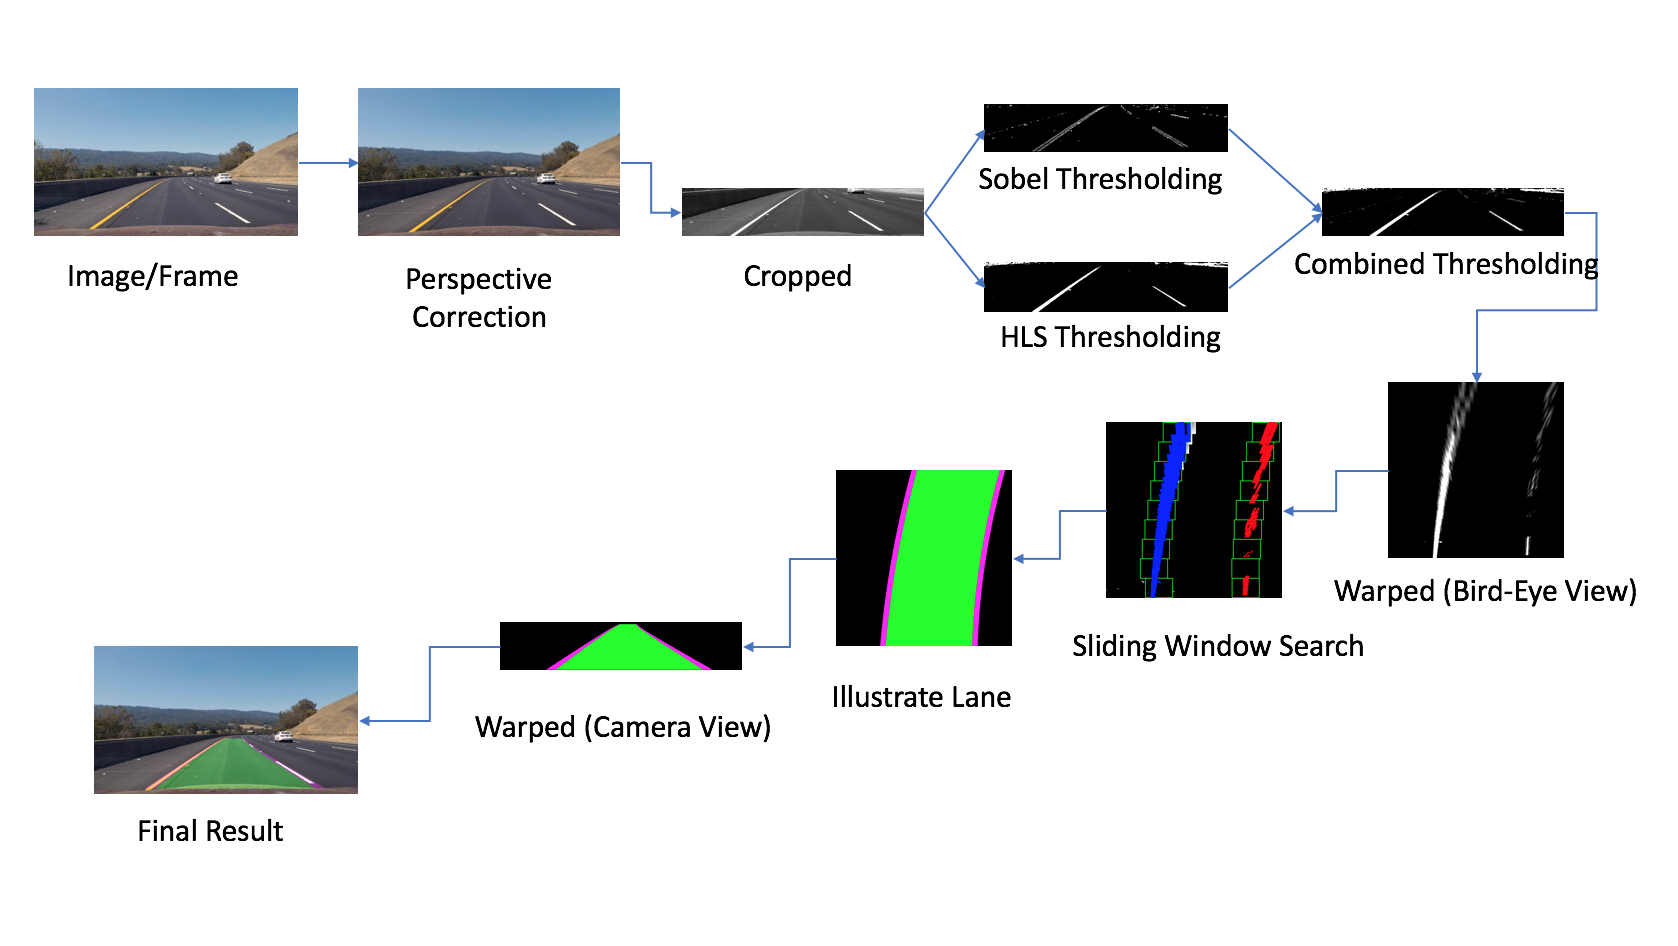 Image/Frame
Perspective
Correction
Cropped
Sobel Thresholding
HLS Thresholding
Combined Thresholding
Warped (Bird-Eye View)
Sliding Window Search
Illustrate Lane
Warped (Camera View)
Final Result